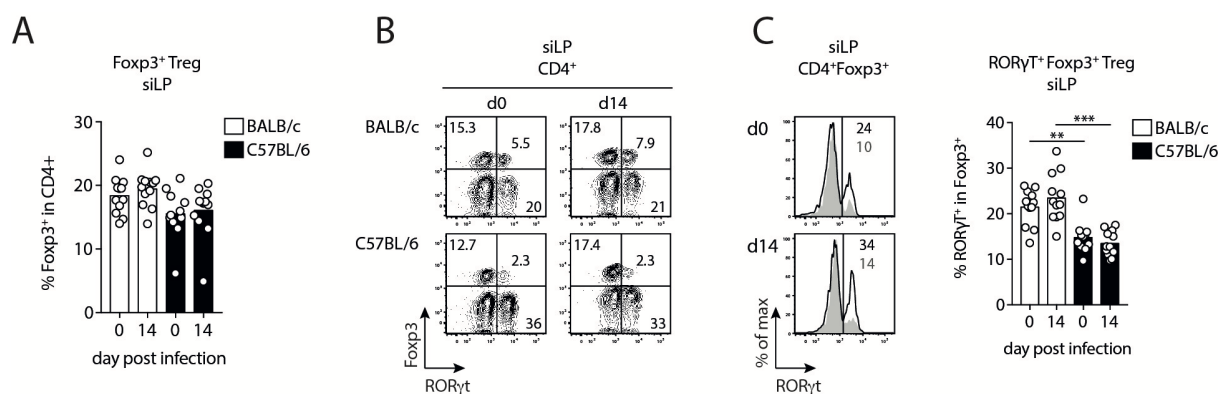 A
Foxp3⁺ Treg
siLP
% Foxp3⁺ in CD4+
30
20
10
0
0 14 0 14
day post infection
BALB/c
C57BL/6
B
siLP
CD4⁺
d0 d14
BALB/c
15.3 5.5 20
17.8 7.9 21
C57BL/6
12.7 2.3 36
17.4 2.3 33
Foxp3
RORγt
C
siLP
CD4⁺Foxp3⁺
d0
24
10
d14
34
14
% of max
RORγt
RORγT⁺ Foxp3⁺ Treg
siLP
% RORγT⁺ in Foxp3⁺
40
30
20
10
0
** ***
0 14 0 14
day post infection
BALB/c
C57BL/6